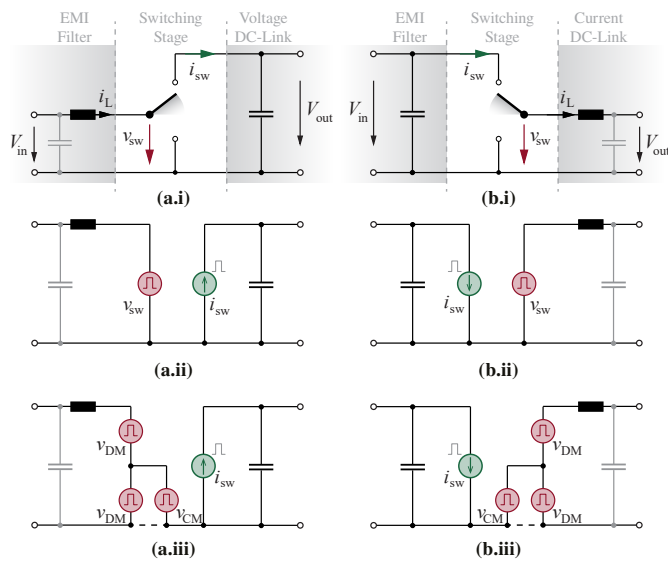 EMI Filter
Switching Stage
Voltage DC-Link
i_sw
i_L
V_in
v_sw
V_out
(a.i)
EMI Filter
Switching Stage
Current DC-Link
i_sw
i_L
V_in
v_sw
V_out
(b.i)
v_sw
i_sw
(a.ii)
i_sw
v_sw
(b.ii)
v_DM
i_sw
v_DM
v_CM
(a.iii)
v_DM
i_sw
v_CM
v_DM
(b.iii)